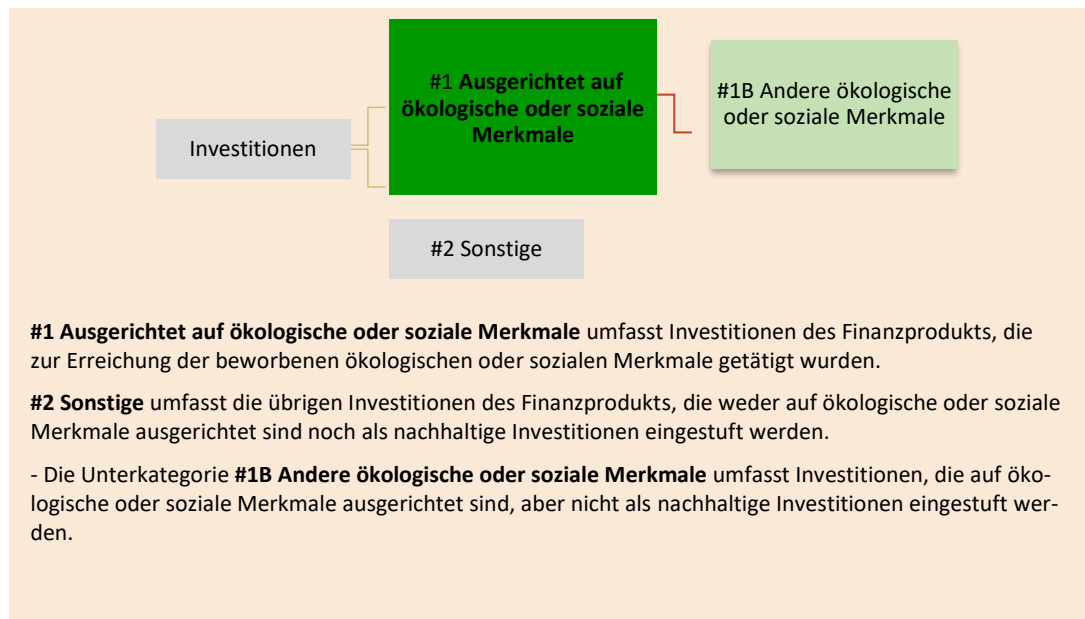 #1 Ausgerichtet auf
ökologische oder soziale
Merkmale
#1B Andere ökologische
oder soziale Merkmale
Investitionen
#2 Sonstige
#1 Ausgerichtet auf ökologische oder soziale Merkmale umfasst Investitionen des Finanzprodukts, die
zur Erreichung der beworbenen ökologischen oder sozialen Merkmale getätigt wurden.
#2 Sonstige umfasst die übrigen Investitionen des Finanzprodukts, die weder auf ökologische oder soziale
Merkmale ausgerichtet sind noch als nachhaltige Investitionen eingestuft werden.
- Die Unterkategorie #1B Andere ökologische oder soziale Merkmale umfasst Investitionen, die auf öko-
logische oder soziale Merkmale ausgerichtet sind, aber nicht als nachhaltige Investitionen eingestuft wer-
den.